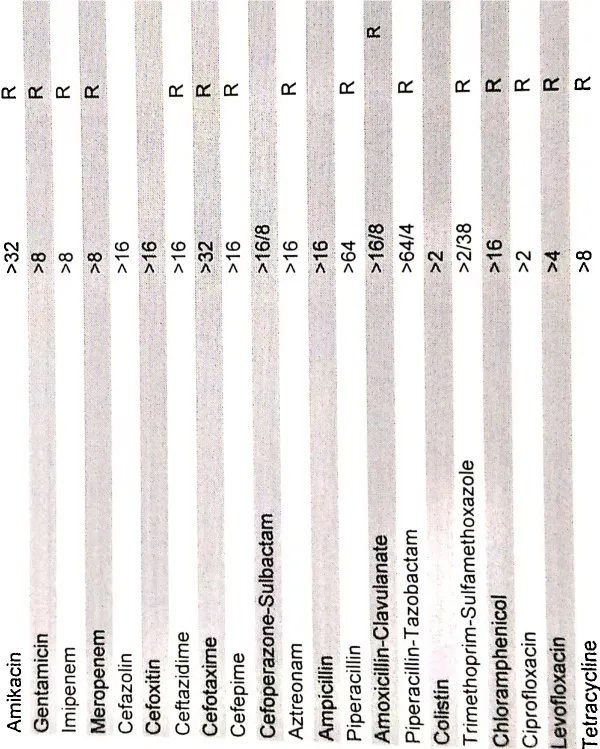 Amikacin >32 R
Gentamicin >8 R
Imipenem >8 R
Meropenem >8 R
Cefazolin >16
Cefoxitin >16
Ceftazidime >16 R
Cefotaxime >32 R
Cefepime >16 R
Cefoperazone-Sulbactam >16/8
Aztreonam >16 R
Ampicillin >16
Piperacillin >64 R
Amoxicillin-Clavulanate >16/8 R
Piperacillin-Tazobactam >64/4 R
Colistin >2
Trimethoprim-Sulfamethoxazole >2/38 R
Chloramphenicol >16 R
Ciprofloxacin >2 R
Levofloxacin >4 R
Tetracycline >8 R